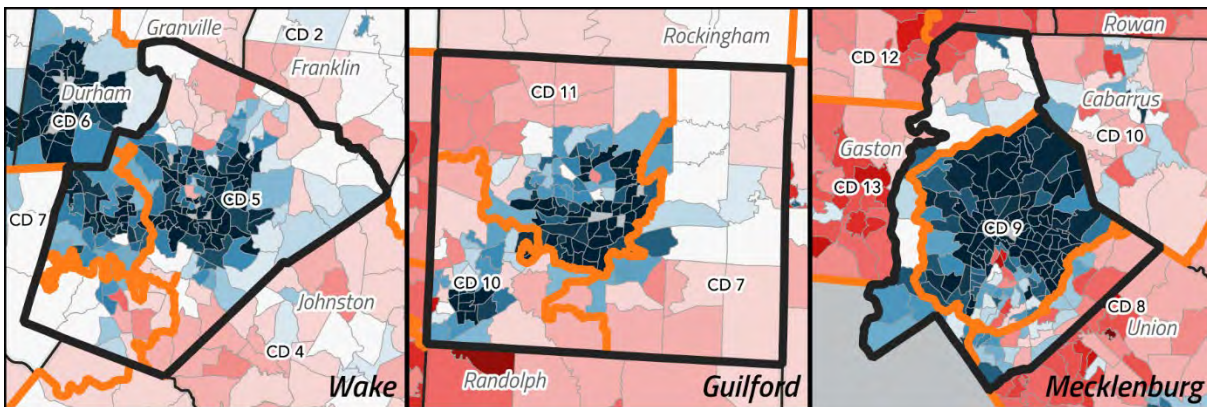 Granville
CD 2
Franklin
Durham
CD 6
CD 5
CD 7
Johnston
CD 4
Wake
Rockingham
CD 11
CD 10
CD 7
Randolph
Guilford
Rowan
CD 12
Cabarrus
CD 10
Gaston
CD 13
CD 9
CD 8
Union
Mecklenburg